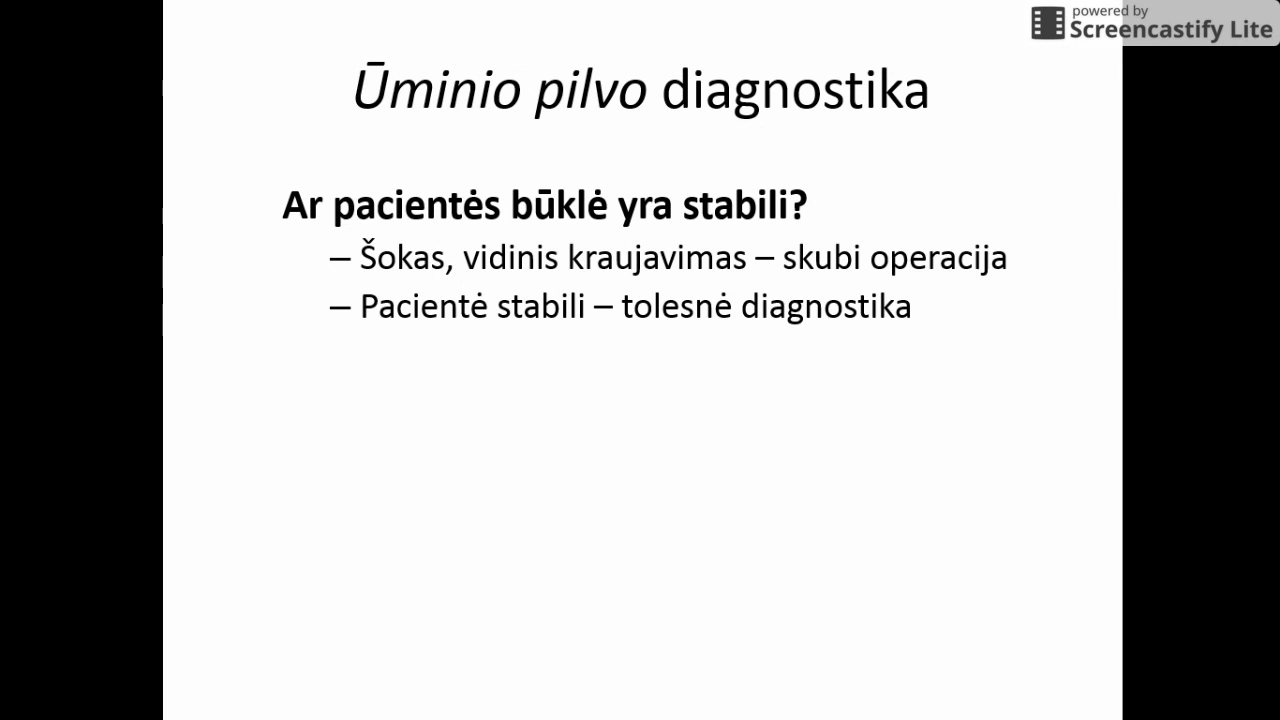 powered by
Screencastify Lite
Ūminio pilvo diagnostika
Ar pacientės būklė yra stabili?
– Šokas, vidinis kraujavimas – skubi operacija
– Pacientė stabili – tolesnė diagnostika